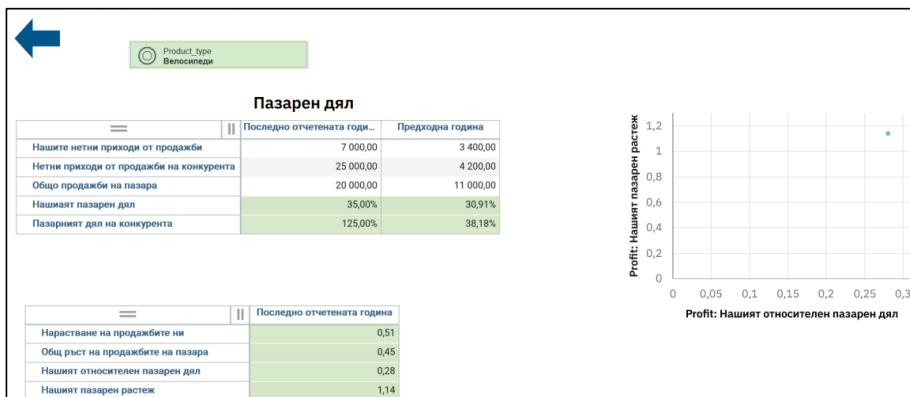 Product_type
Велосипеди
Пазарен дял
Последно отчетената годи... Предходна година
Нашите нетни приходи от продажби 7 000,00 3 400,00
Нетни приходи от продажби на конкурента 25 000,00 4 200,00
Общо продажби на пазара 20 000,00 11 000,00
Нашиаят пазарен дял 35,00% 30,91%
Пазарният дял на конкурента 125,00% 38,18%
Последно отчетената година
Нарастване на продажбите ни 0,51
Общ ръст на продажбите на пазара 0,45
Нашият относителен пазарен дял 0,28
Нашият пазарен растеж 1,14
Profit: Нашият пазарен растеж
1,2
1
0,8
0,6
0,4
0,2
0
0 0,05 0,1 0,15 0,2 0,25 0,3
Profit: Нашият относителен пазарен дял